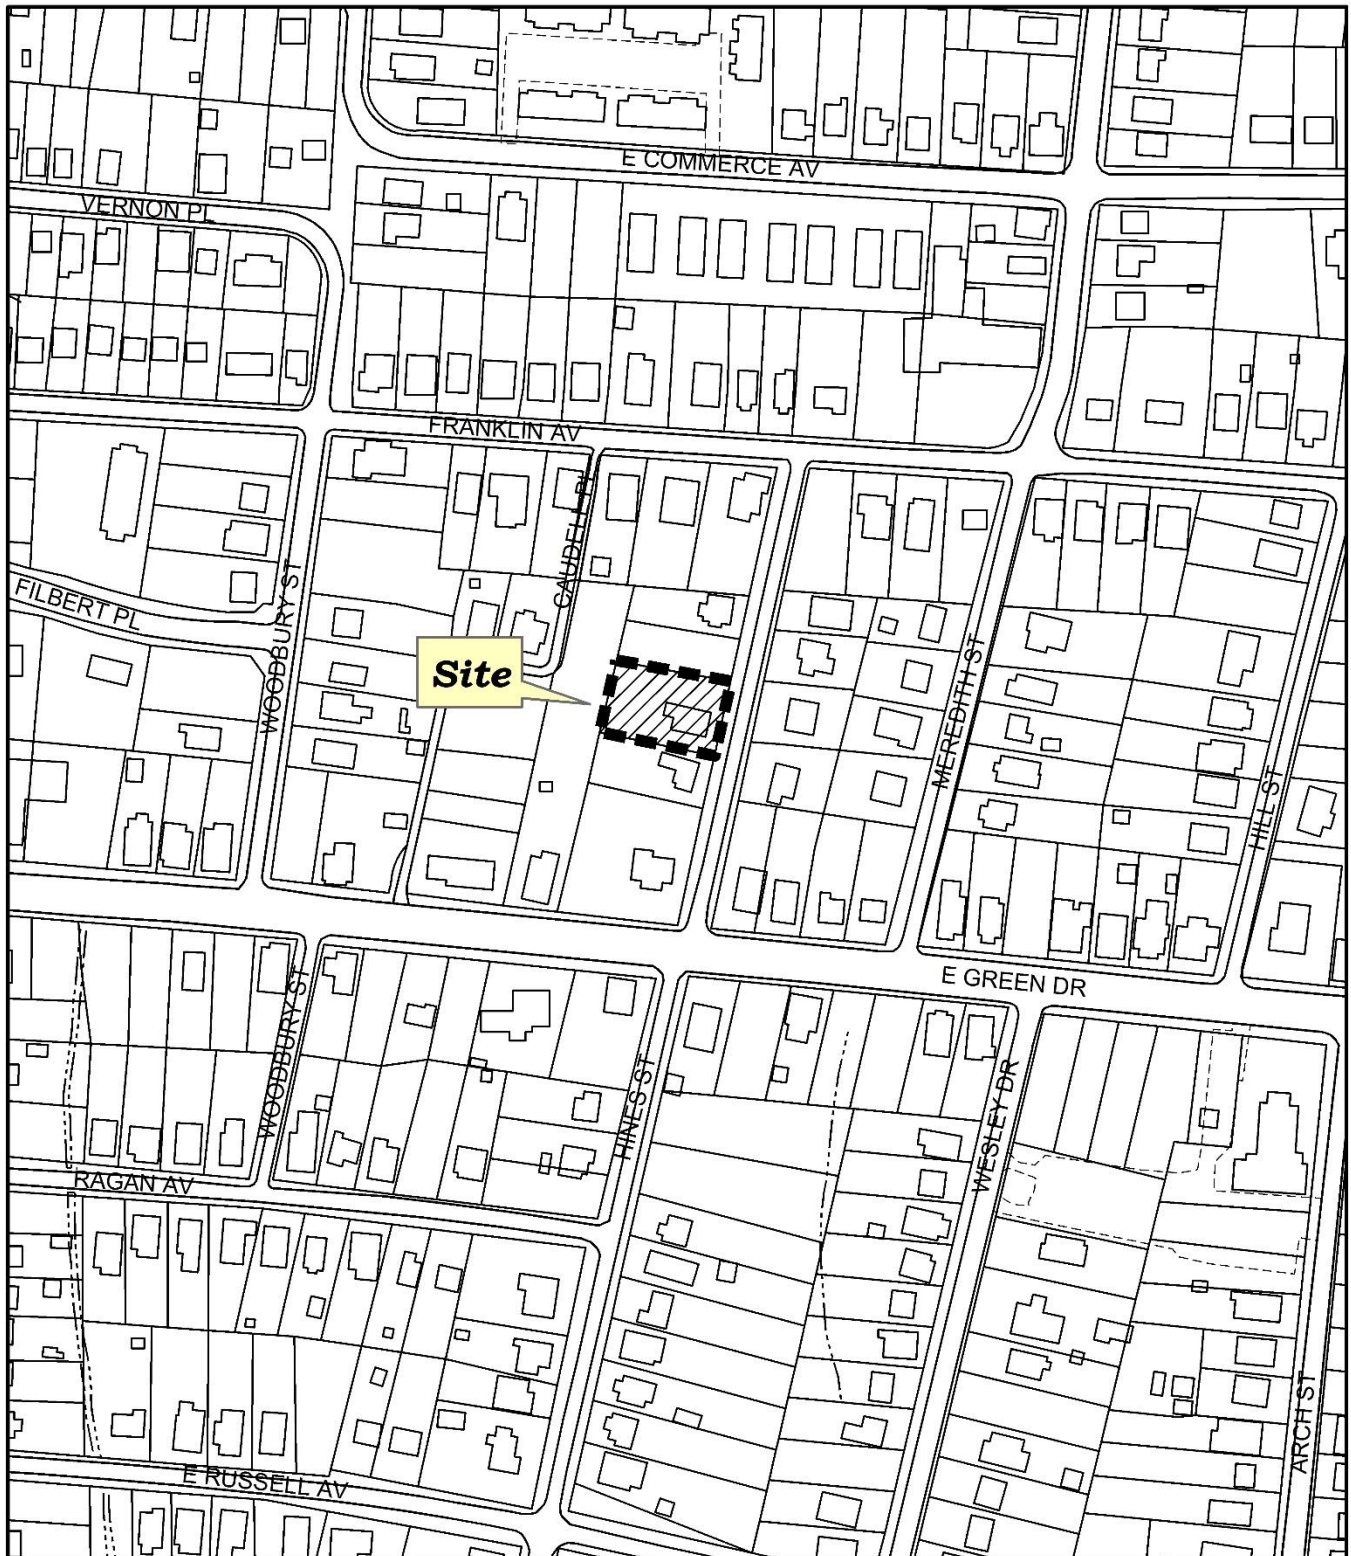 E COMMERCE AV
VERNON PL
FRANKLIN AV
CAUDELL PL
FILBERT PL
WOODBURY ST
Site
MEREDITH ST
HILL ST
E GREEN DR
WOODBURY ST
HINES ST
WESLEY DR
RAGAN AV
ARCH ST
E RUSSELL AV